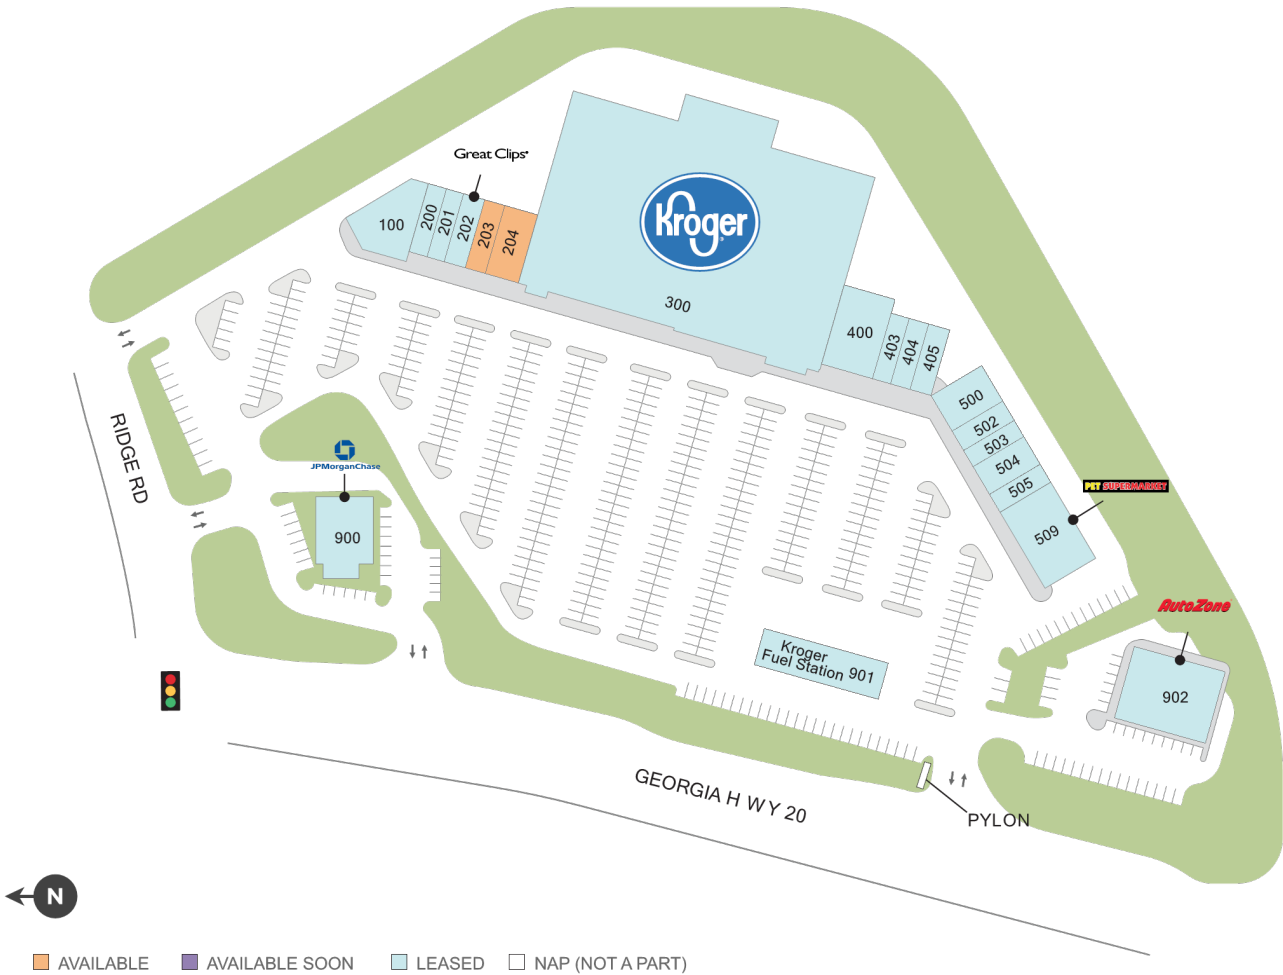 Great Clips
100
200
201
202
203
204
Kroger
300
400
403
404
405
500
502
503
504
505
509
PET SUPERMARKET
RIDGE RD
JPMorganChase
900
AutoZone
902
Kroger
Fuel Station 901
GEORGIA H WY 20
PYLON
N
AVAILABLE
AVAILABLE SOON
LEASED
NAP (NOT A PART)